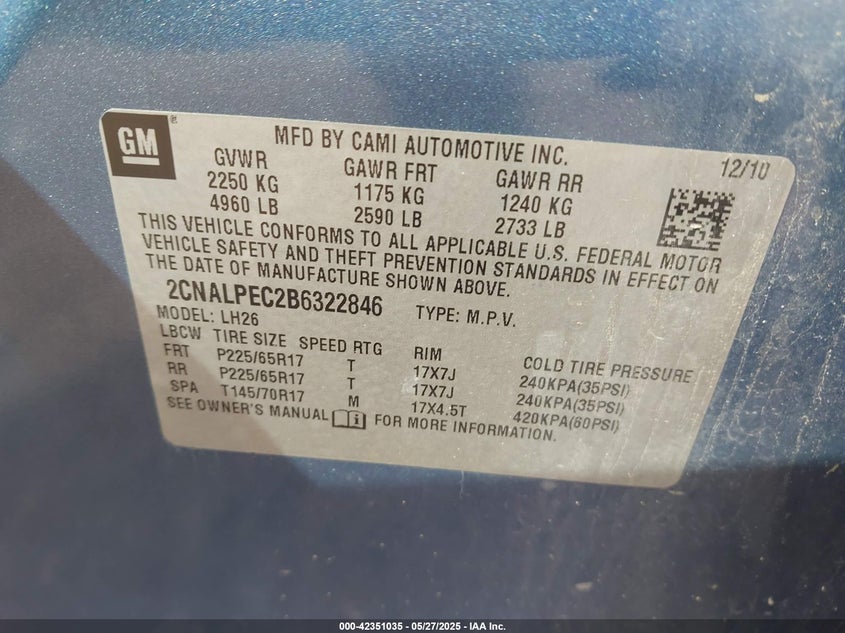 GM
MFD BY CAMI AUTOMOTIVE INC.
12/10
GVWR GAWR FRT GAWR RR
2250 KG 1175 KG 1240 KG
4960 LB 2590 LB 2733 LB
THIS VEHICLE CONFORMS TO ALL APPLICABLE U.S. FEDERAL MOTOR
VEHICLE SAFETY AND THEFT PREVENTION STANDARDS IN EFFECT ON
THE DATE OF MANUFACTURE SHOWN ABOVE.
2CNALPEC2B6322846 TYPE: M.P.V.
MODEL: LH26
LBCW TIRE SIZE SPEED RTG RIM COLD TIRE PRESSURE
FRT P225/65R17 T 17X7J 240KPA(35PSI)
RR P225/65R17 T 17X7J 240KPA(35PSI)
SPA T145/70R17 M 17X4.5T 420KPA(60PSI)
SEE OWNER'S MANUAL FOR MORE INFORMATION.
000-42351035 — 05/27/2025 - IAA Inc.